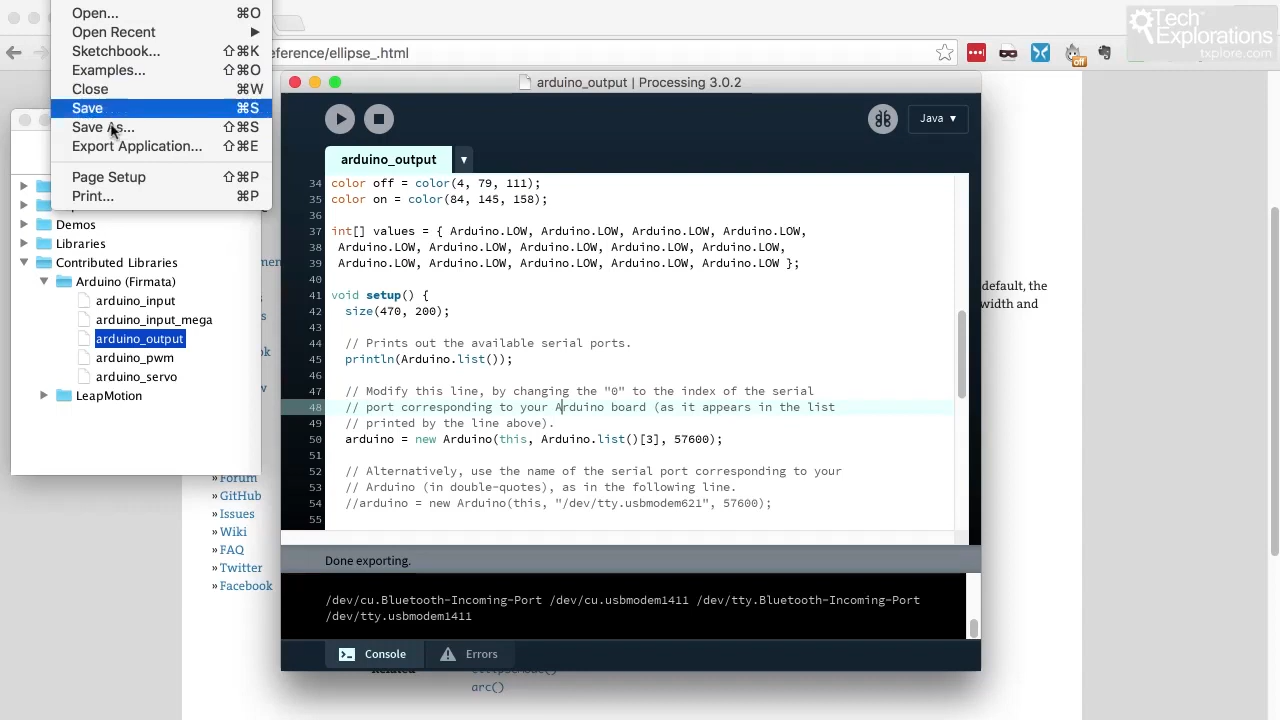 Open... ⌘O
Open Recent
Sketchbook... ⇧⌘K
Examples... ⇧⌘O
Close ⌘W
Save ⌘S
Save As... ⇧⌘S
Export Application... ⇧⌘E
Page Setup ⇧⌘P
Print... ⌘P
eference/ellipse_.html
off
Tech
Explorations
txplore.com
Demos
Libraries
Contributed Libraries
Arduino (Firmata)
arduino_input
arduino_input_mega
arduino_output
arduino_pwm
arduino_servo
LeapMotion
arduino_output | Processing 3.0.2
Java
arduino_output
34 color off = color(4, 79, 111);
35 color on = color(84, 145, 158);
36
37 int[] values = { Arduino.LOW, Arduino.LOW, Arduino.LOW, Arduino.LOW,
38 Arduino.LOW, Arduino.LOW, Arduino.LOW, Arduino.LOW, Arduino.LOW,
39 Arduino.LOW, Arduino.LOW, Arduino.LOW, Arduino.LOW, Arduino.LOW };
40
41 void setup() {
42 size(470, 200);
43
44 // Prints out the available serial ports.
45 println(Arduino.list());
46
47 // Modify this line, by changing the "0" to the index of the serial
48 // port corresponding to your Arduino board (as it appears in the list
49 // printed by the line above).
50 arduino = new Arduino(this, Arduino.list()[3], 57600);
51
52 // Alternatively, use the name of the serial port corresponding to your
53 // Arduino (in double-quotes), as in the following line.
54 //arduino = new Arduino(this, "/dev/tty.usbmodem621", 57600);
55
Done exporting.
/dev/cu.Bluetooth-Incoming-Port /dev/cu.usbmodem1411 /dev/tty.Bluetooth-Incoming-Port
/dev/tty.usbmodem1411
Console
Errors
default, the
width and
» Forum
» GitHub
» Issues
» Wiki
» FAQ
» Twitter
» Facebook
arc()